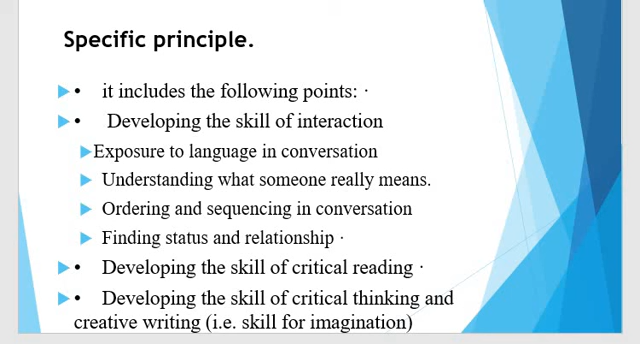 Specific principle.
• it includes the following points: ·
• Developing the skill of interaction
Exposure to language in conversation
Understanding what someone really means.
Ordering and sequencing in conversation
Finding status and relationship ·
• Developing the skill of critical reading ·
• Developing the skill of critical thinking and
creative writing (i.e. skill for imagination)